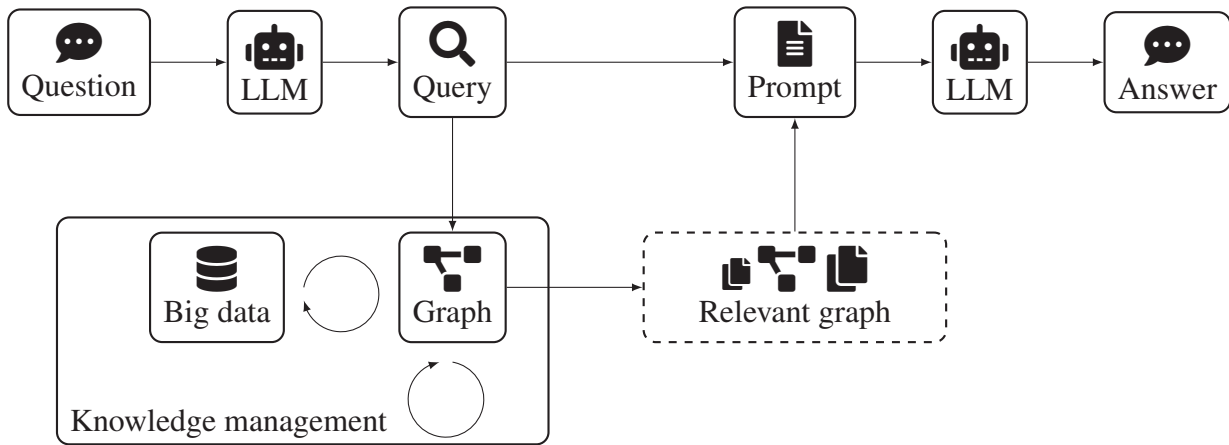 Question
LLM
Query
Prompt
LLM
Answer
Big data
Graph
Relevant graph
Knowledge management